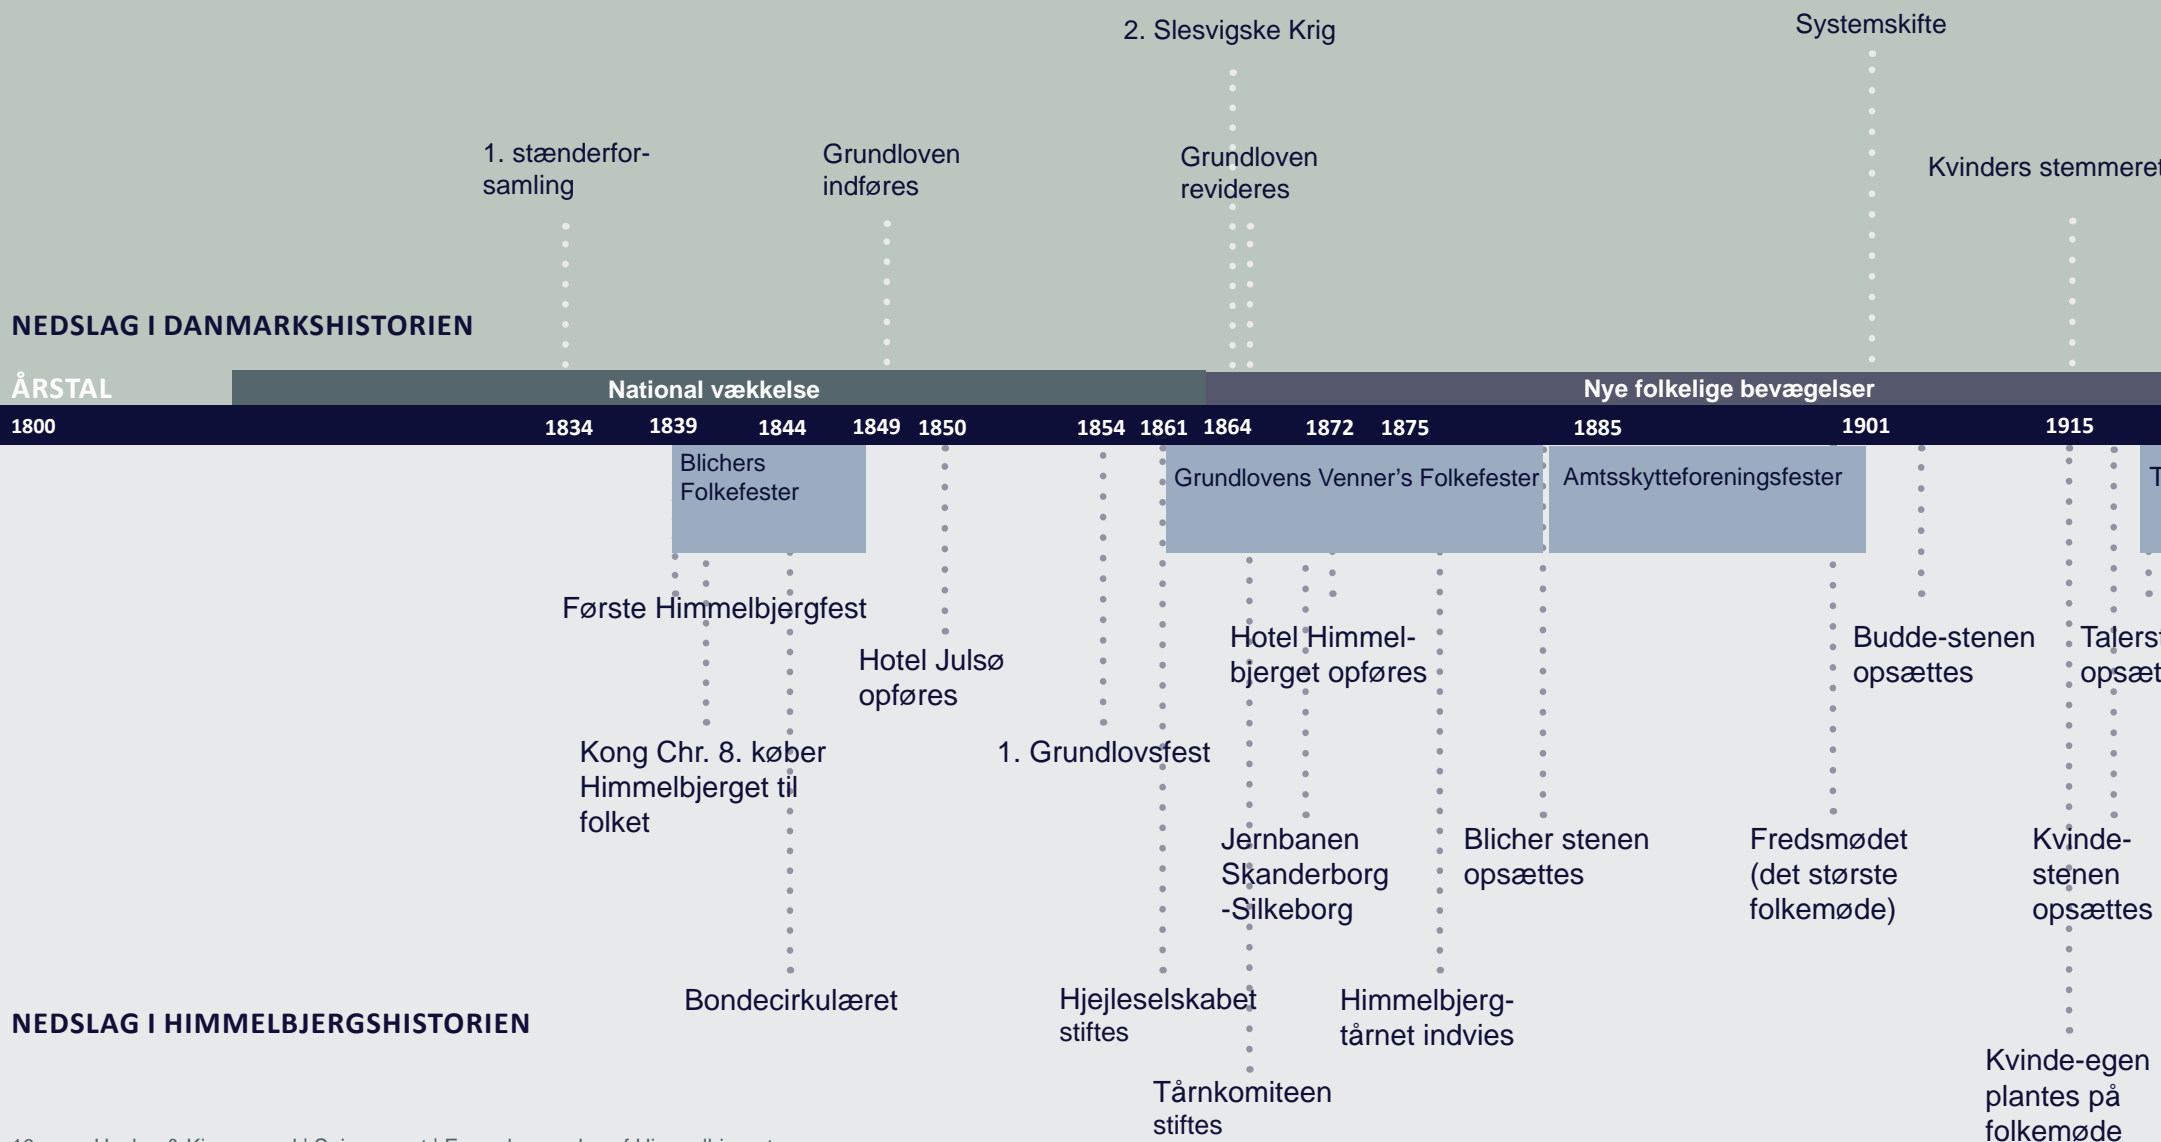 2. Slesvigske Krig
Systemskifte
1. stænderfor-
samling
Grundloven
indføres
Grundloven
revideres
Kvinders stemmeret
NEDSLAG I DANMARKSHISTORIEN
ÅRSTAL
National vækkelse
Nye folkelige bevægelser
1800 1834 1839 1844 1849 1850 1854 1861 1864 1872 1875 1885 1901 1915
Blichers
Folkefester
Grundlovens Venner's Folkefester
Amtsskytteforeningsfester
T
Første Himmelbjergfest
Hotel Julsø
opføres
Hotel Himmel-
bjerget opføres
Budde-stenen
opsættes
Talerst
opsæt
Kong Chr. 8. køber
Himmelbjerget til
folket
1. Grundlovsfest
Jernbanen
Skanderborg
-Silkeborg
Blicher stenen
opsættes
Fredsmødet
(det største
folkemøde)
Kvinde-
stenen
opsættes
Bondecirkulæret
Hjejleselskabet
stiftes
Himmelbjerg-
tårnet indvies
NEDSLAG I HIMMELBJERGSHISTORIEN
Tårnkomiteen
stiftes
Kvinde-egen
plantes på
folkemøde